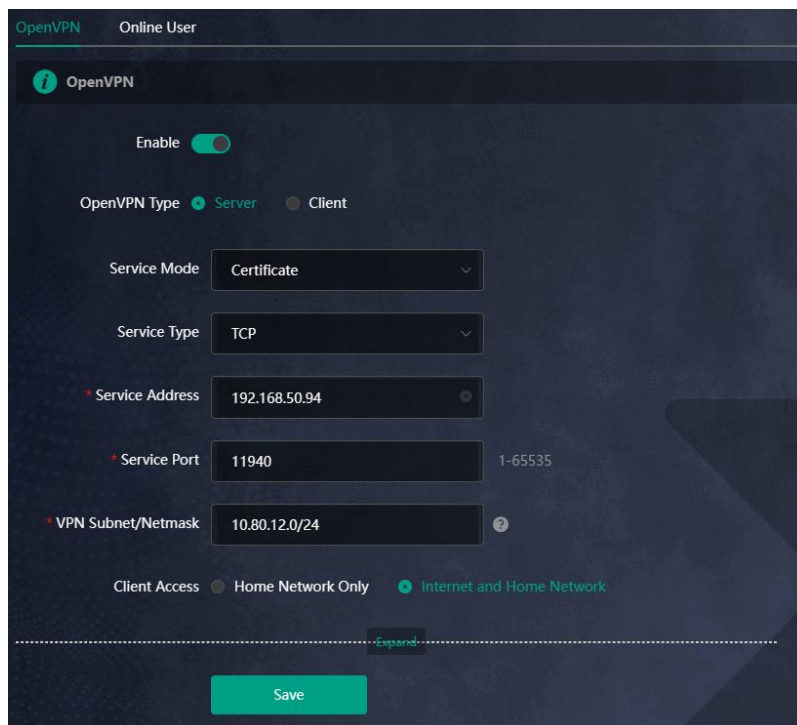 OpenVPN Online User
OpenVPN
Enable
OpenVPN Type Server Client
Service Mode Certificate
Service Type TCP
* Service Address 192.168.50.94
* Service Port 11940 1-65535
* VPN Subnet/Netmask 10.80.12.0/24
Client Access Home Network Only Internet and Home Network
Expand
Save